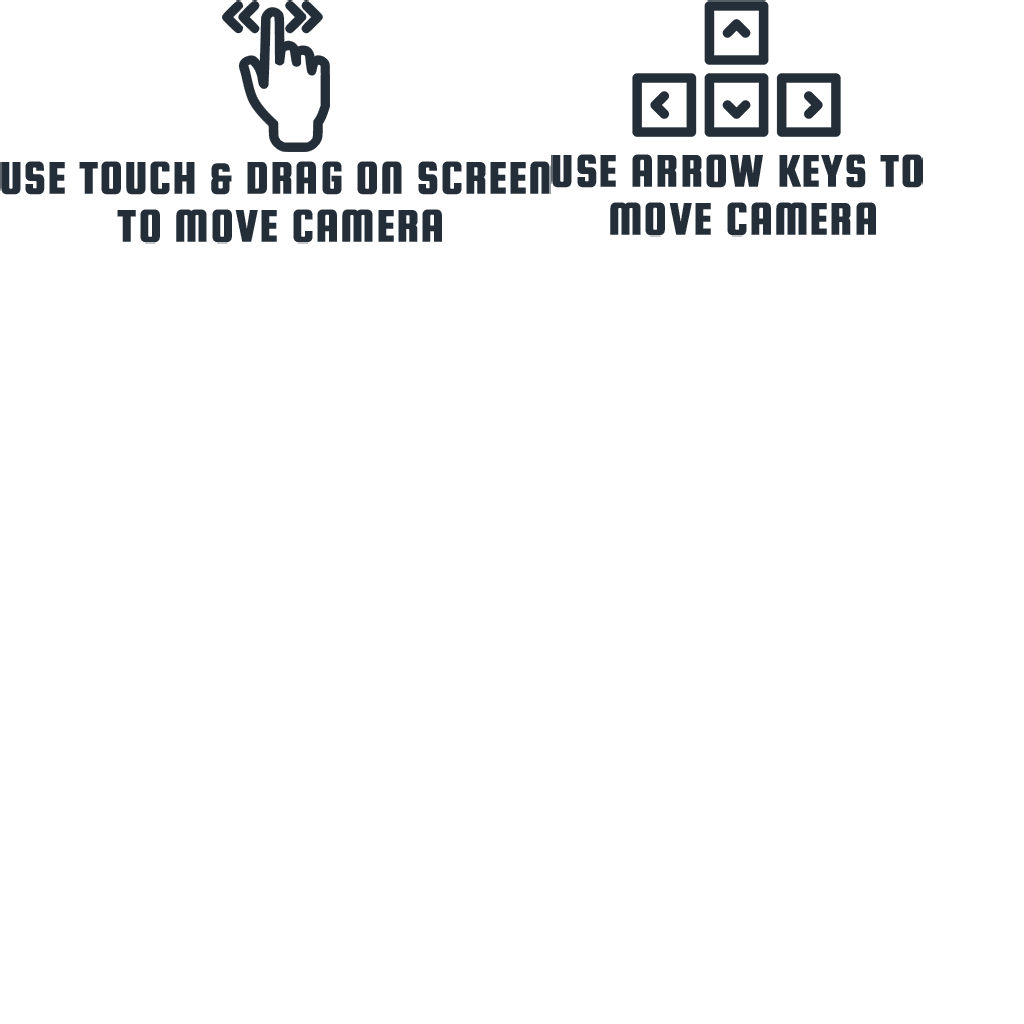 USE TOUCH & DRAG ON SCREEN
TO MOVE CAMERA
USE ARROW KEYS TO
MOVE CAMERA